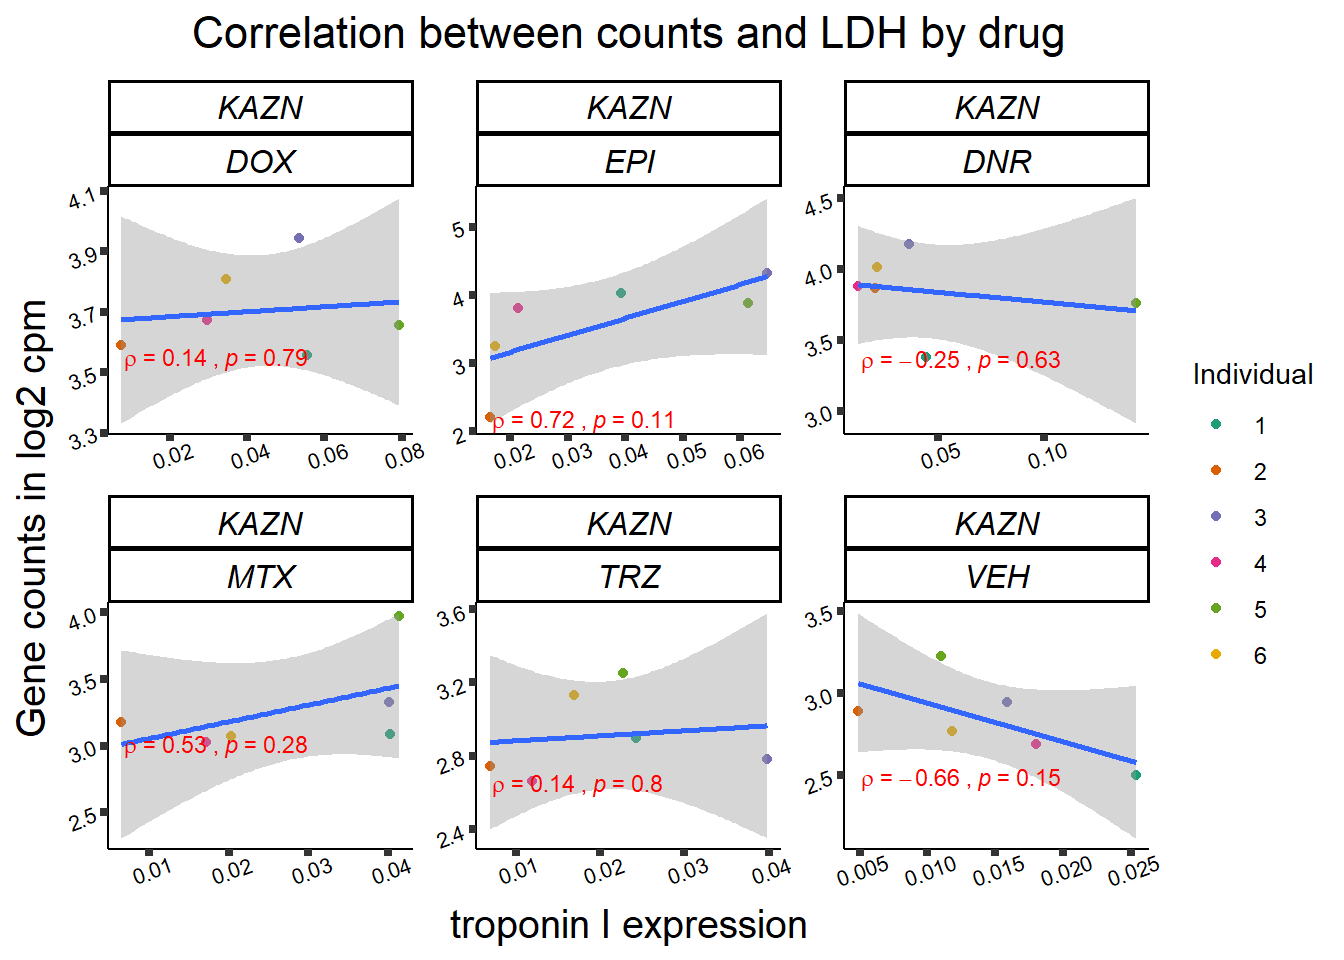 Correlation between counts and LDH by drug
KAZN
DOX
4.1
3.9
3.7
3.5
3.3
ρ = 0.14 , p = 0.79
0.02
0.04
0.06
0.08
KAZN
EPI
5
4
3
2
ρ = 0.72 , p = 0.11
0.02
0.03
0.04
0.05
0.06
KAZN
DNR
4.5
4.0
3.5
3.0
ρ = −0.25 , p = 0.63
0.05
0.10
KAZN
MTX
4.0
3.5
3.0
2.5
ρ = 0.53 , p = 0.28
0.01
0.02
0.03
0.04
KAZN
TRZ
3.6
3.2
2.8
2.4
ρ = 0.14 , p = 0.8
0.01
0.02
0.03
0.04
KAZN
VEH
3.5
3.0
2.5
ρ = −0.66 , p = 0.15
0.005
0.010
0.015
0.020
0.025
Gene counts in log2 cpm
troponin I expression
Individual
1
2
3
4
5
6